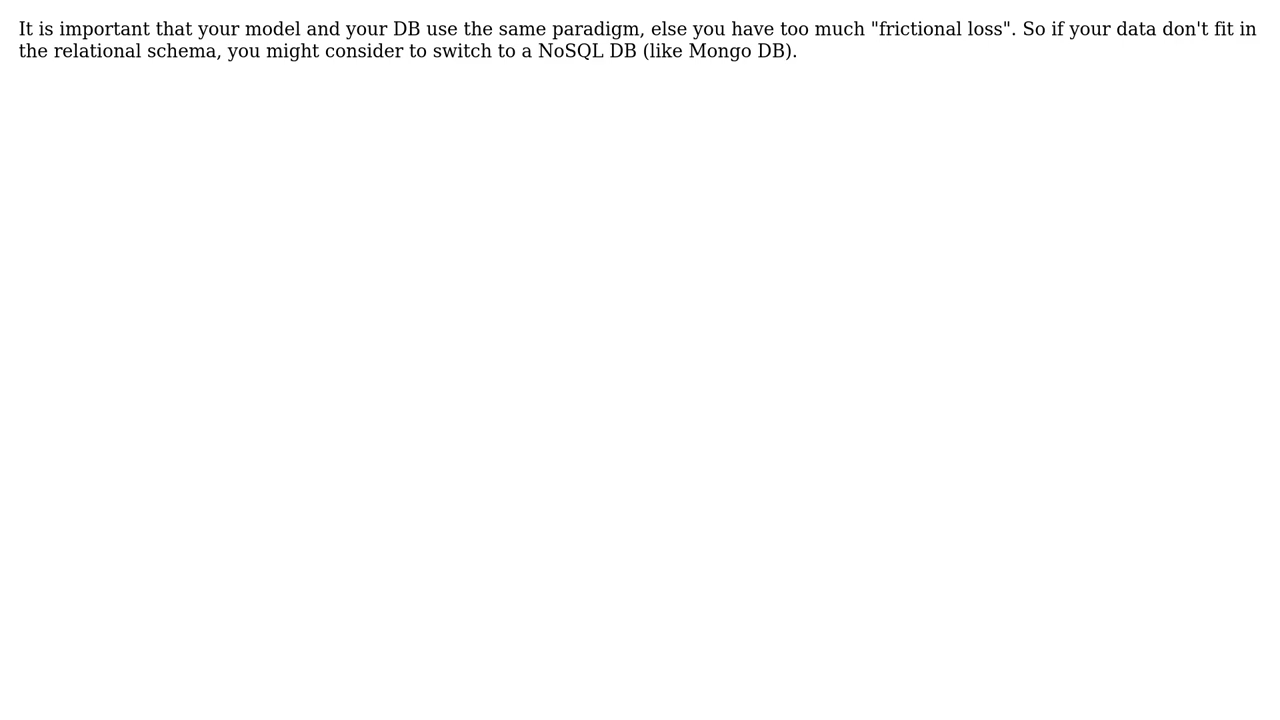 It is important that your model and your DB use the same paradigm, else you have too much "frictional loss". So if your data don't fit in
the relational schema, you might consider to switch to a NoSQL DB (like Mongo DB).